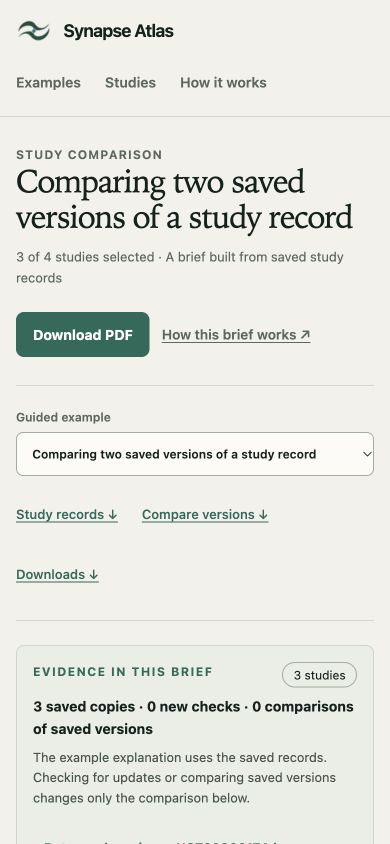 Synapse Atlas
Examples Studies How it works
STUDY COMPARISON
Comparing two saved
versions of a study record
3 of 4 studies selected · A brief built from saved study
records
Download PDF How this brief works ↗
Guided example
Comparing two saved versions of a study record
Study records ↓ Compare versions ↓
Downloads ↓
EVIDENCE IN THIS BRIEF 3 studies
3 saved copies · 0 new checks · 0 comparisons
of saved versions
The example explanation uses the saved records.
Checking for updates or comparing saved versions
changes only the comparison below.